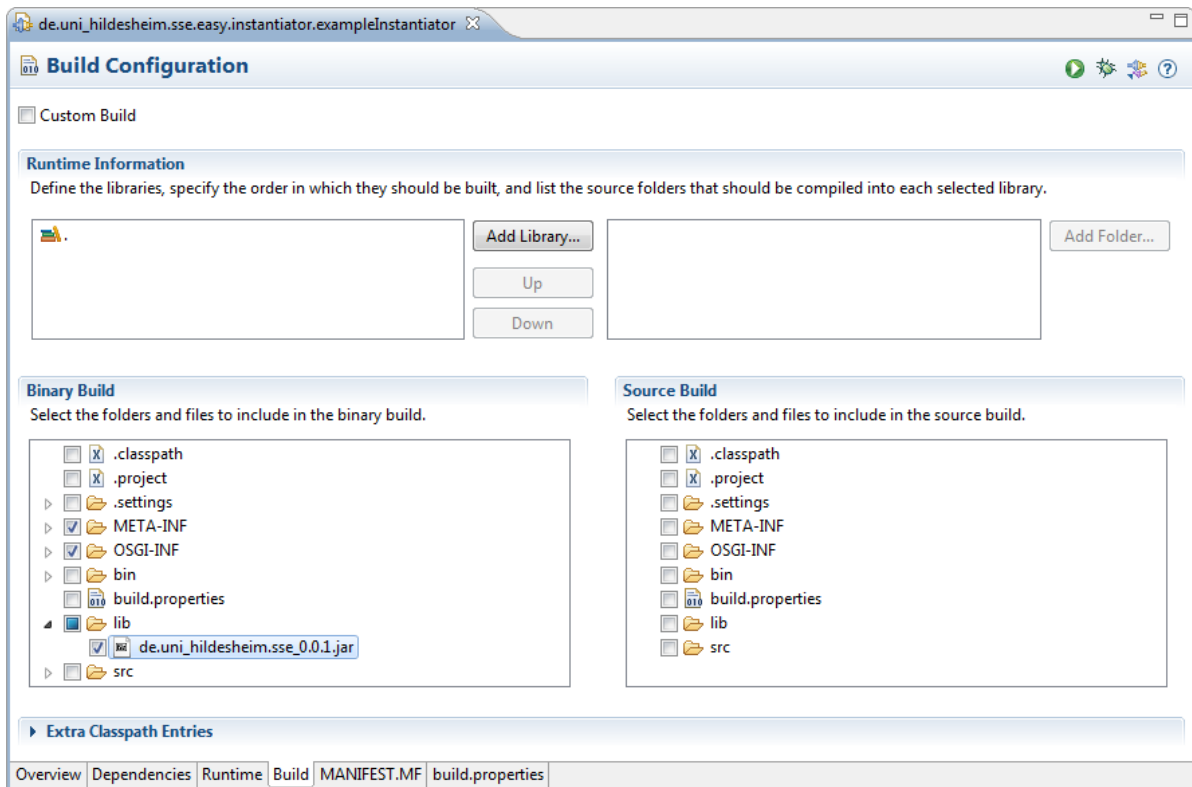 de.uni_hildesheim.sse.easy.instantiator.exampleInstantiator
Build Configuration
Custom Build
Runtime Information
Define the libraries, specify the order in which they should be built, and list the source folders that should be compiled into each selected library.
.
Add Library...
Add Folder...
Up
Down
Binary Build
Select the folders and files to include in the binary build.
.classpath
.project
.settings
META-INF
OSGI-INF
bin
build.properties
lib
de.uni_hildesheim.sse_0.0.1.jar
src
Source Build
Select the folders and files to include in the source build.
.classpath
.project
.settings
META-INF
OSGI-INF
bin
build.properties
lib
src
Extra Classpath Entries
Overview Dependencies Runtime Build MANIFEST.MF build.properties